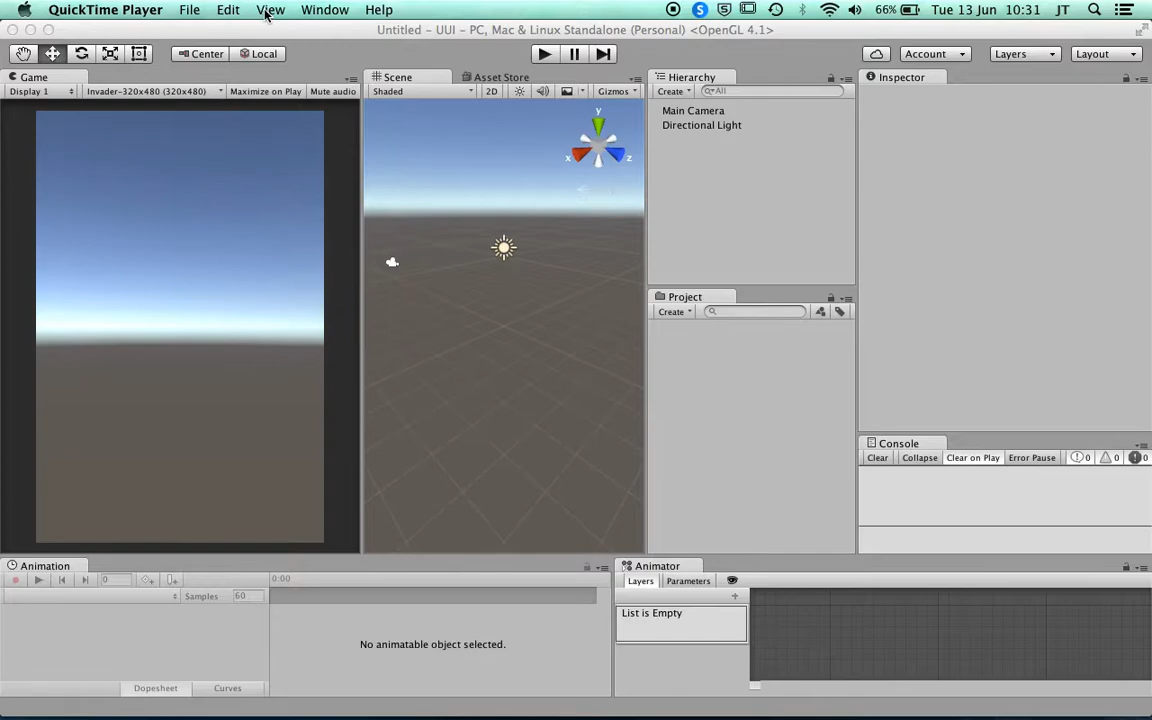 QuickTime Player File Edit View Window Help 66% Tue 13 Jun 10:31 JT
Untitled - UUI - PC, Mac & Linux Standalone (Personal) <OpenGL 4.1>
Center Local Account Layers Layout
Game Scene Asset Store Hierarchy Inspector
Display 1 Invader-320x480 (320x480) Maximize on Play Mute audio Shaded 2D Gizmos Create All
y
x z
Main Camera
Directional Light
Project
Create
Console
Clear Collapse Clear on Play Error Pause 0 0 0
Animation Animator
0 0:00 Layers Parameters
Samples 60
List is Empty
No animatable object selected.
Dopesheet Curves